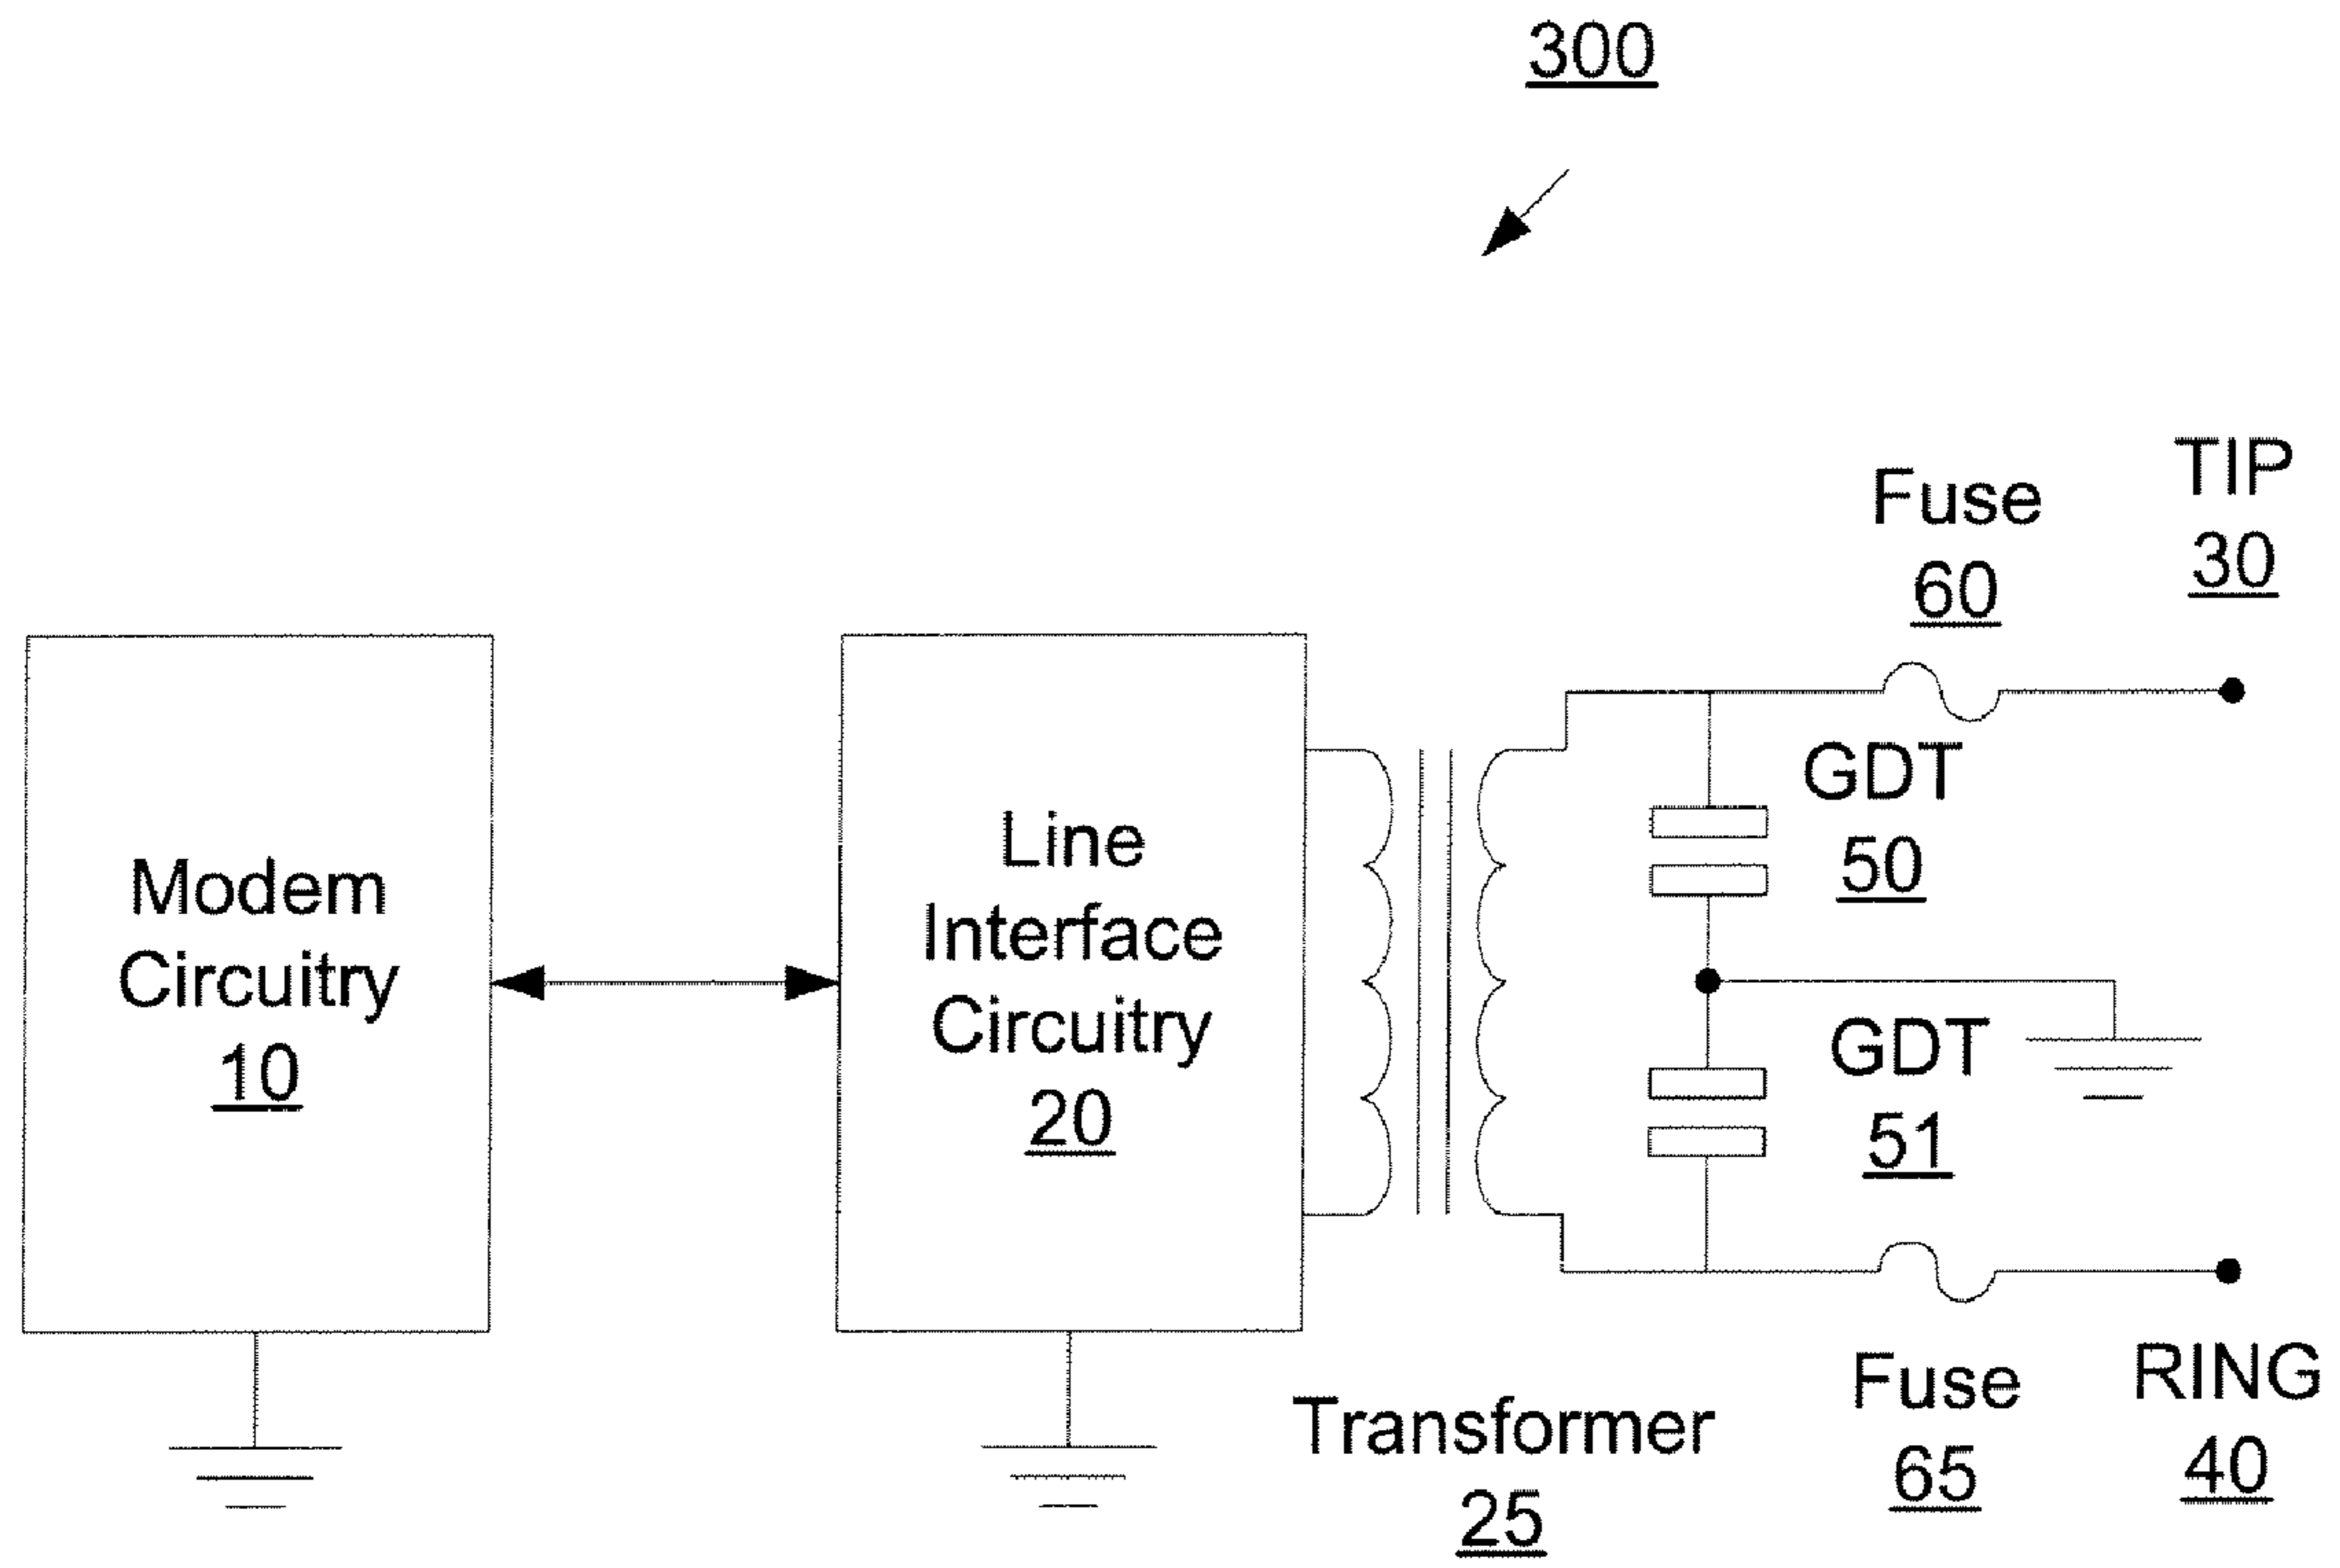 300
TIP
30
Fuse
60
GDT
50
Modem
Circuitry
10
Line
Interface
Circuitry
20
GDT
51
Transformer
25
Fuse
65
RING
40